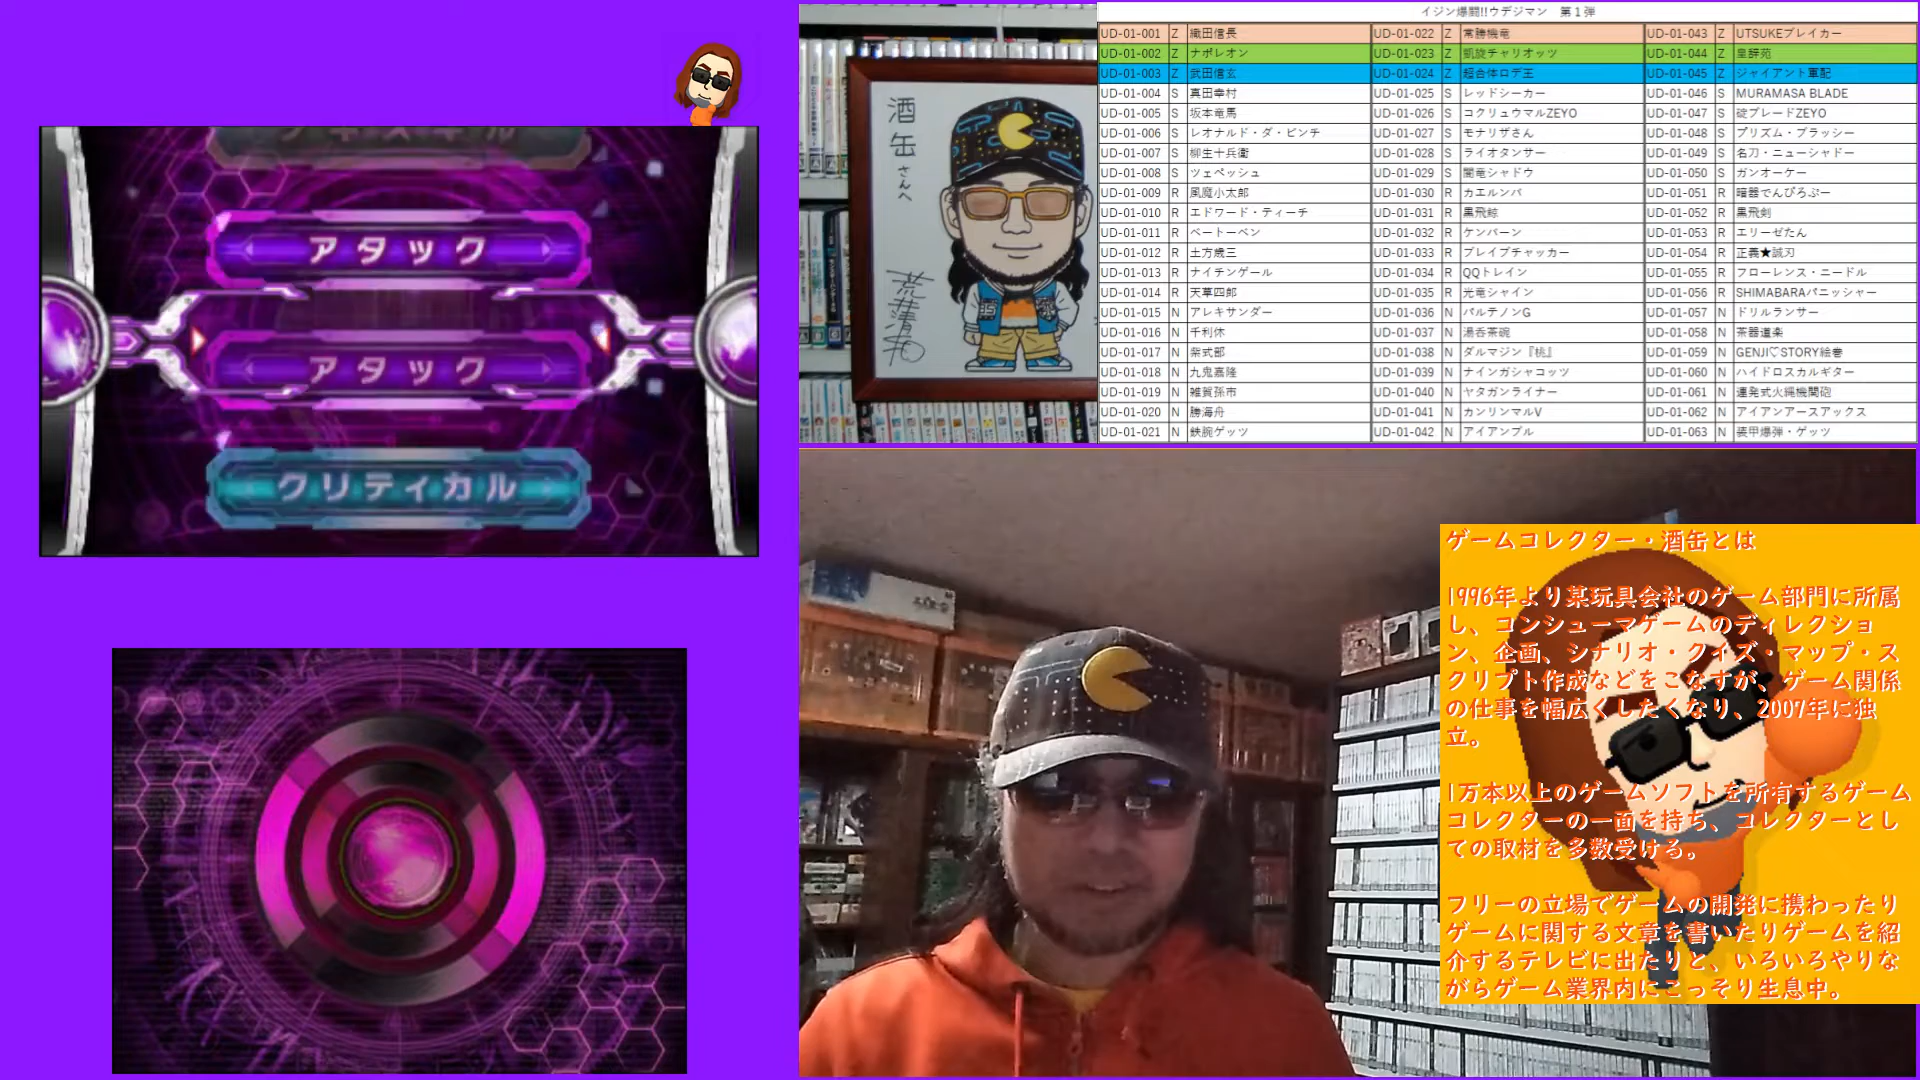 アタック
アタック
クリティカル
酒缶さんへ
イジン爆闘!!ウデジマン 第1弾
UD-01-001 Z 織田信長 UD-01-022 Z 常勝機竜 UD-01-043 Z UTSUKEブレイカー
UD-01-002 Z ナポレオン UD-01-023 Z 凱旋チャリオッツ UD-01-044 Z 皇辞苑
UD-01-003 Z 武田信玄 UD-01-024 Z 超合体ロデ王 UD-01-045 Z ジャイアント軍配
UD-01-004 S 真田幸村 UD-01-025 S レッドシーカー UD-01-046 S MURAMASA BLADE
UD-01-005 S 坂本竜馬 UD-01-026 S コクリュウマルZEYO UD-01-047 S 碇ブレードZEYO
UD-01-006 S レオナルド・ダ・ビンチ UD-01-027 S モナリザさん UD-01-048 S プリズム・ブラッシー
UD-01-007 S 柳生十兵衛 UD-01-028 S ライオタンサー UD-01-049 S 名刀・ニューシャドー
UD-01-008 S ツェペッシュ UD-01-029 S 闇竜シャドウ UD-01-050 S ガンオーケー
UD-01-009 R 風魔小太郎 UD-01-030 R カエルンパ UD-01-051 R 暗器でんぴろぷー
UD-01-010 R エドワード・ティーチ UD-01-031 R 黒飛鯨 UD-01-052 R 黒飛剣
UD-01-011 R ベートーベン UD-01-032 R ケンバーン UD-01-053 R エリーゼたん
UD-01-012 R 土方歳三 UD-01-033 R ブレイブチャッカー UD-01-054 R 正義★誠刃
UD-01-013 R ナイチンゲール UD-01-034 R QQトレイン UD-01-055 R フローレンス・ニードル
UD-01-014 R 天草四郎 UD-01-035 R 光竜シャイン UD-01-056 R SHIMABARAパニッシャー
UD-01-015 N アレキサンダー UD-01-036 N パルテノンG UD-01-057 N ドリルランサー
UD-01-016 N 千利休 UD-01-037 N 湯呑茶碗 UD-01-058 N 茶器道楽
UD-01-017 N 紫式部 UD-01-038 N ダルマジン『桃』 UD-01-059 N GENJI♡STORY絵巻
UD-01-018 N 九鬼嘉隆 UD-01-039 N ナインガシャコッツ UD-01-060 N ハイドロスカルギター
UD-01-019 N 雑賀孫市 UD-01-040 N ヤタガンライナー UD-01-061 N 連発式火縄機関砲
UD-01-020 N 勝海舟 UD-01-041 N カンリンマルV UD-01-062 N アイアンアースアックス
UD-01-021 N 鉄腕ゲッツ UD-01-042 N アイアンブル UD-01-063 N 装甲爆弾・ゲッツ
ゲームコレクター・酒缶とは
1996年より某玩具会社のゲーム部門に所属
し、コンシューマゲームのディレクショ
ン、企画、シナリオ・クイズ・マップ・ス
クリプト作成などをこなすが、ゲーム関係
の仕事を幅広くしたくなり、2007年に独
立。
1万本以上のゲームソフトを所有するゲーム
コレクターの一面を持ち、コレクターとし
ての取材を多数受ける。
フリーの立場でゲームの開発に携わったり
ゲームに関する文章を書いたりゲームを紹
介するテレビに出たりと、いろいろやりな
がらゲーム業界内にこっそり生息中。